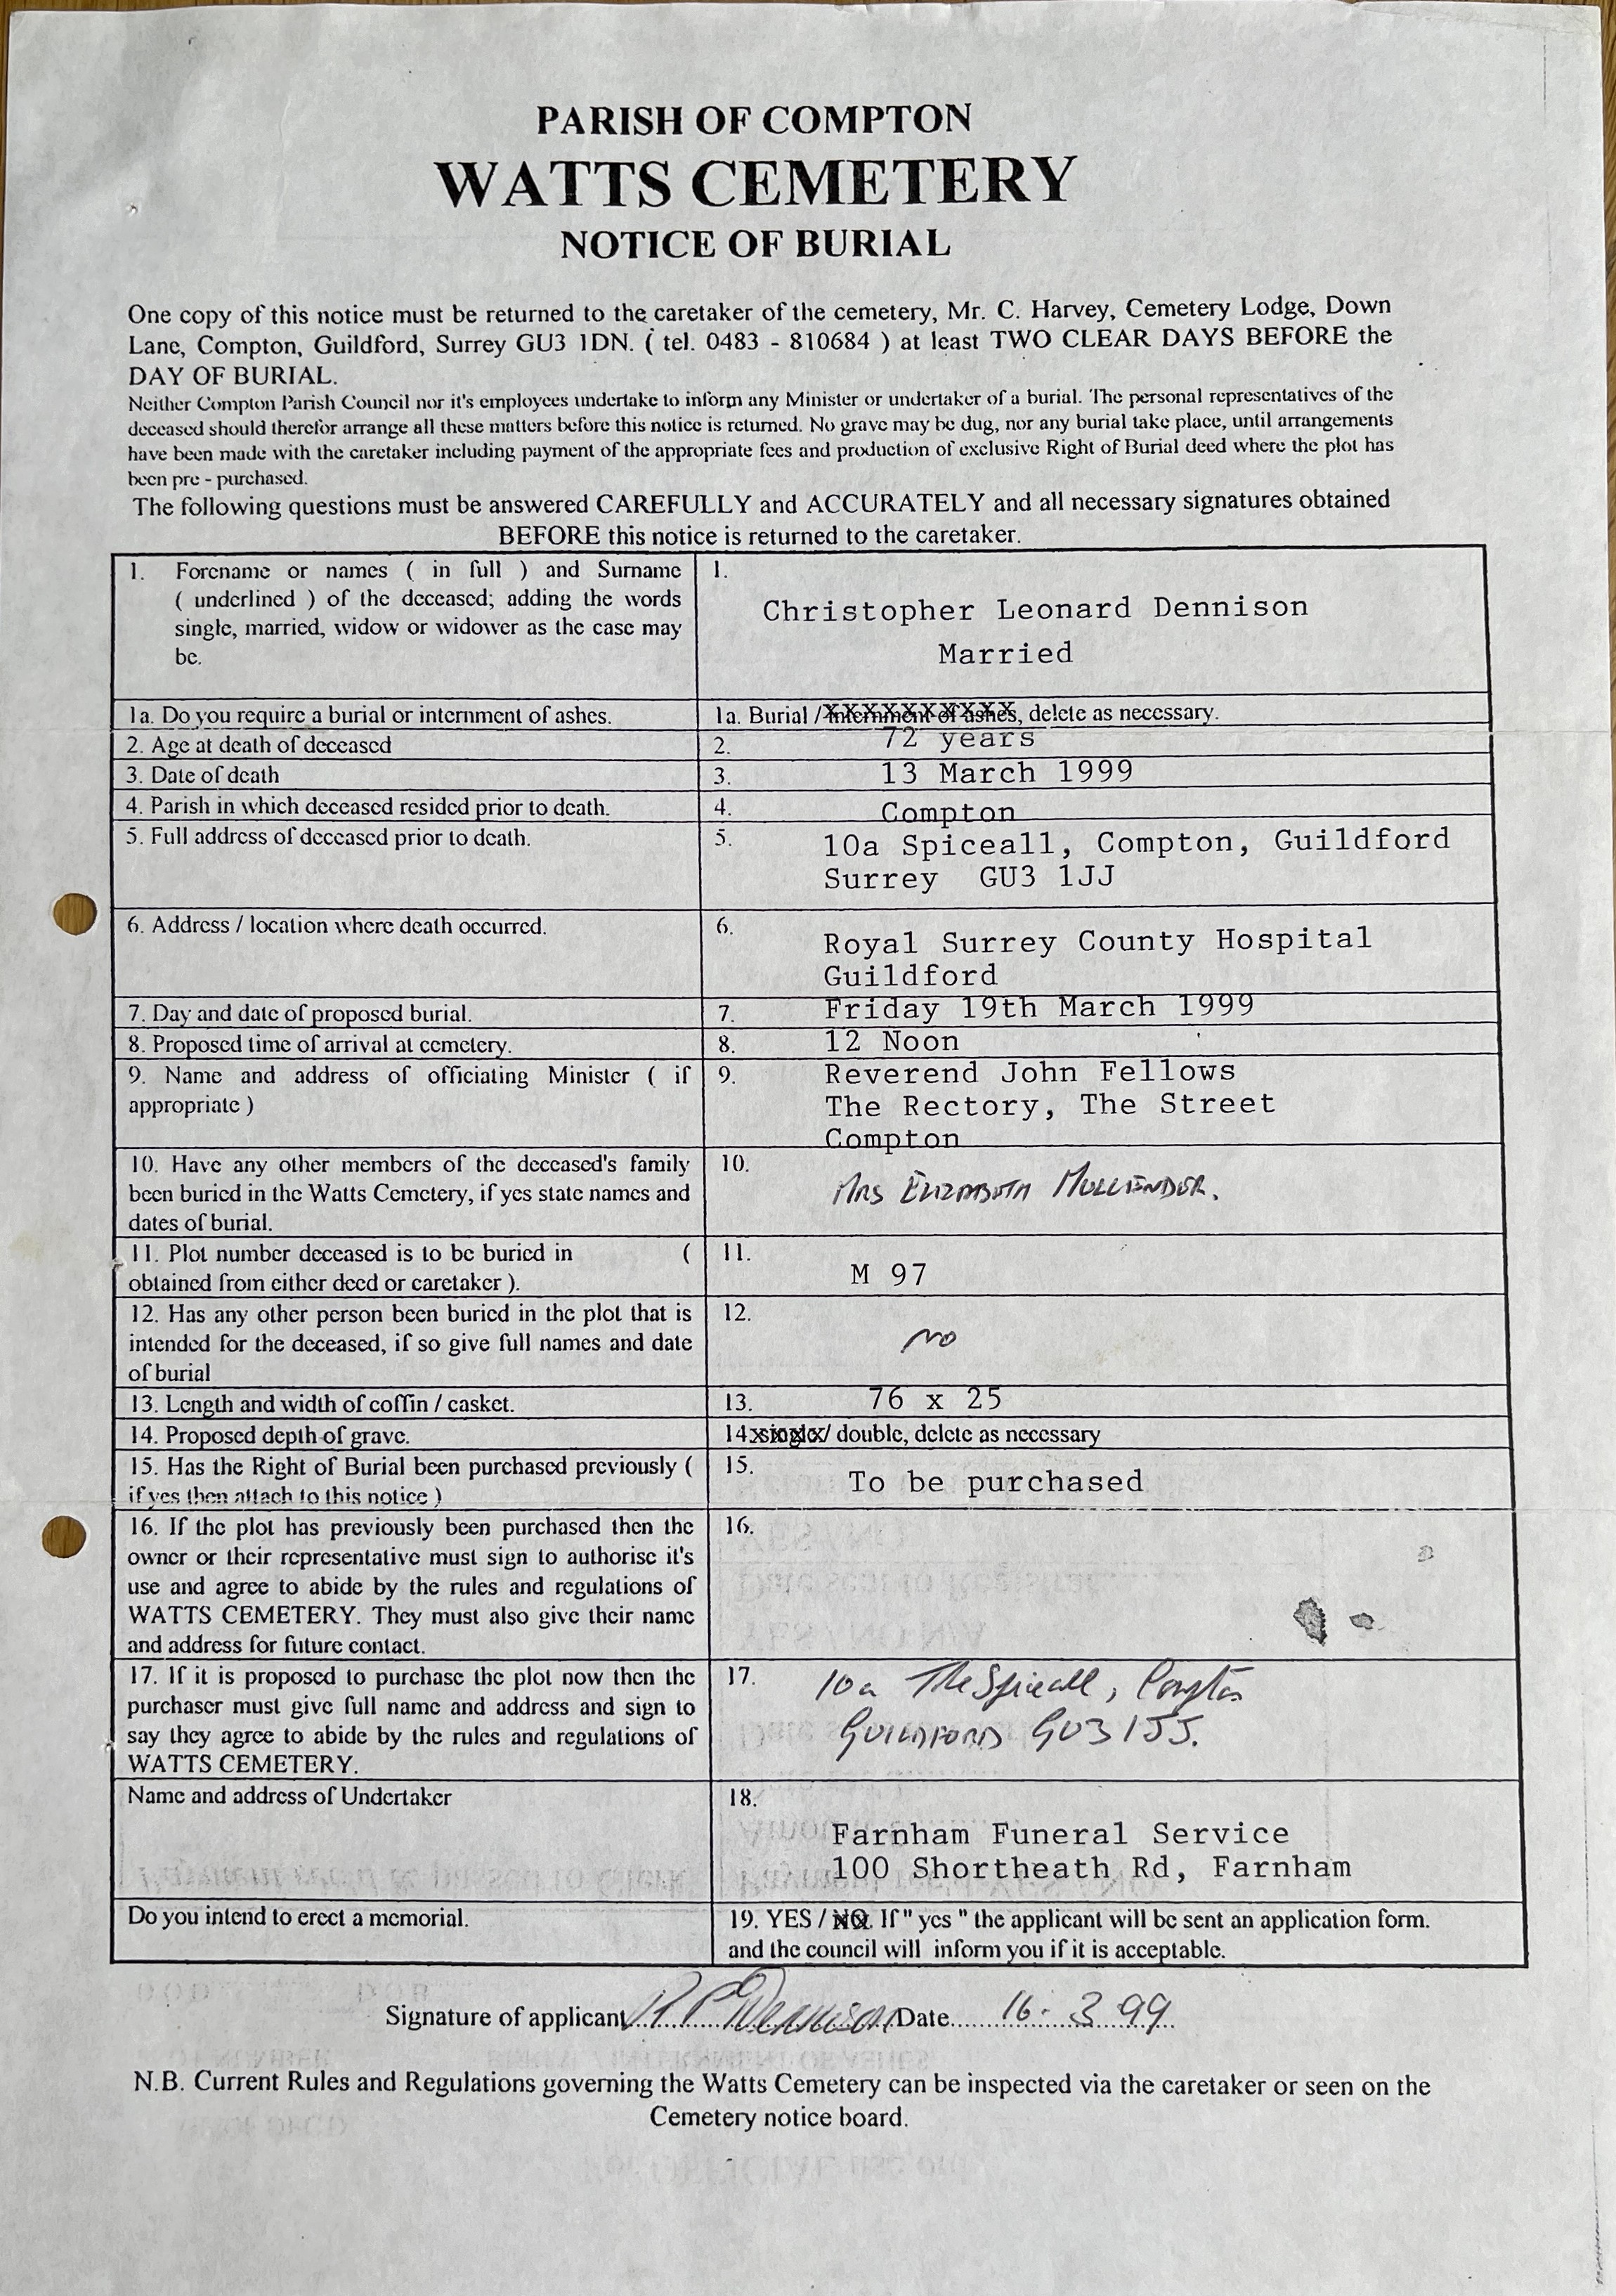 PARISH OF COMPTON
WATTS CEMETERY
NOTICE OF BURIAL
One copy of this notice must be returned to the caretaker of the cemetery, Mr. C. Harvey, Cemetery Lodge, Down
Lane, Compton, Guildford, Surrey GU3 1DN. ( tel. 0483 - 810684 ) at least TWO CLEAR DAYS BEFORE the
DAY OF BURIAL.
Neither Compton Parish Council nor it's employees undertake to inform any Minister or undertaker of a burial. The personal representatives of the
deceased should therefor arrange all these matters before this notice is returned. No grave may be dug, nor any burial take place, until arrangements
have been made with the caretaker including payment of the appropriate fees and production of exclusive Right of Burial deed where the plot has
been pre - purchased.
The following questions must be answered CAREFULLY and ACCURATELY and all necessary signatures obtained
BEFORE this notice is returned to the caretaker.
1. Forename or names ( in full ) and Surname
( underlined ) of the deceased; adding the words
single, married, widow or widower as the case may
be.
1.
Christopher Leonard Dennison
Married
1a. Do you require a burial or internment of ashes.
1a. Burial / internment of ashes, delete as necessary.
2. Age at death of deceased
2. 72 years
3. Date of death
3. 13 March 1999
4. Parish in which deceased resided prior to death.
4. Compton
5. Full address of deceased prior to death.
5. 10a Spiceall, Compton, Guildford
Surrey GU3 1JJ
6. Address / location where death occurred.
6. Royal Surrey County Hospital
Guildford
7. Day and date of proposed burial.
7. Friday 19th March 1999
8. Proposed time of arrival at cemetery.
8. 12 Noon
9. Name and address of officiating Minister ( if
appropriate )
9. Reverend John Fellows
The Rectory, The Street
Compton
10. Have any other members of the deceased's family
been buried in the Watts Cemetery, if yes state names and
dates of burial.
10. MRS ELIZABETH MULLENDER.
11. Plot number deceased is to be buried in (
obtained from either deed or caretaker ).
11. M 97
12. Has any other person been buried in the plot that is
intended for the deceased, if so give full names and date
of burial
12. NO
13. Length and width of coffin / casket.
13. 76 x 25
14. Proposed depth of grave.
14. single / double, delete as necessary
15. Has the Right of Burial been purchased previously (
if yes then attach to this notice )
15. To be purchased
16. If the plot has previously been purchased then the
owner or their representative must sign to authorise it's
use and agree to abide by the rules and regulations of
WATTS CEMETERY. They must also give their name
and address for future contact.
16.
17. If it is proposed to purchase the plot now then the
purchaser must give full name and address and sign to
say they agree to abide by the rules and regulations of
WATTS CEMETERY.
17. 10a The Spiceall, Compton
GUILDFORD GU3 1JJ.
Name and address of Undertaker
18.
Farnham Funeral Service
100 Shortheath Rd, Farnham
Do you intend to erect a memorial.
19. YES / NO. If " yes " the applicant will be sent an application form.
and the council will inform you if it is acceptable.
Signature of applicant R P Dennison Date 16. 3 99
N.B. Current Rules and Regulations governing the Watts Cemetery can be inspected via the caretaker or seen on the
Cemetery notice board.